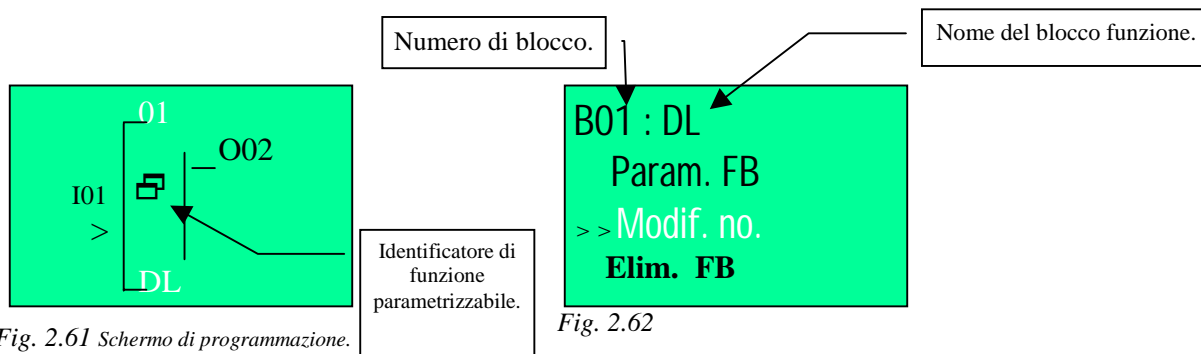 Numero di blocco.
Nome del blocco funzione.
01
O02
I01
>
DL
Identificatore di
funzione
parametrizzabile.
Fig. 2.61 Schermo di programmazione.
B01 : DL
Param. FB
> > Modif. no.
Elim. FB
Fig. 2.62